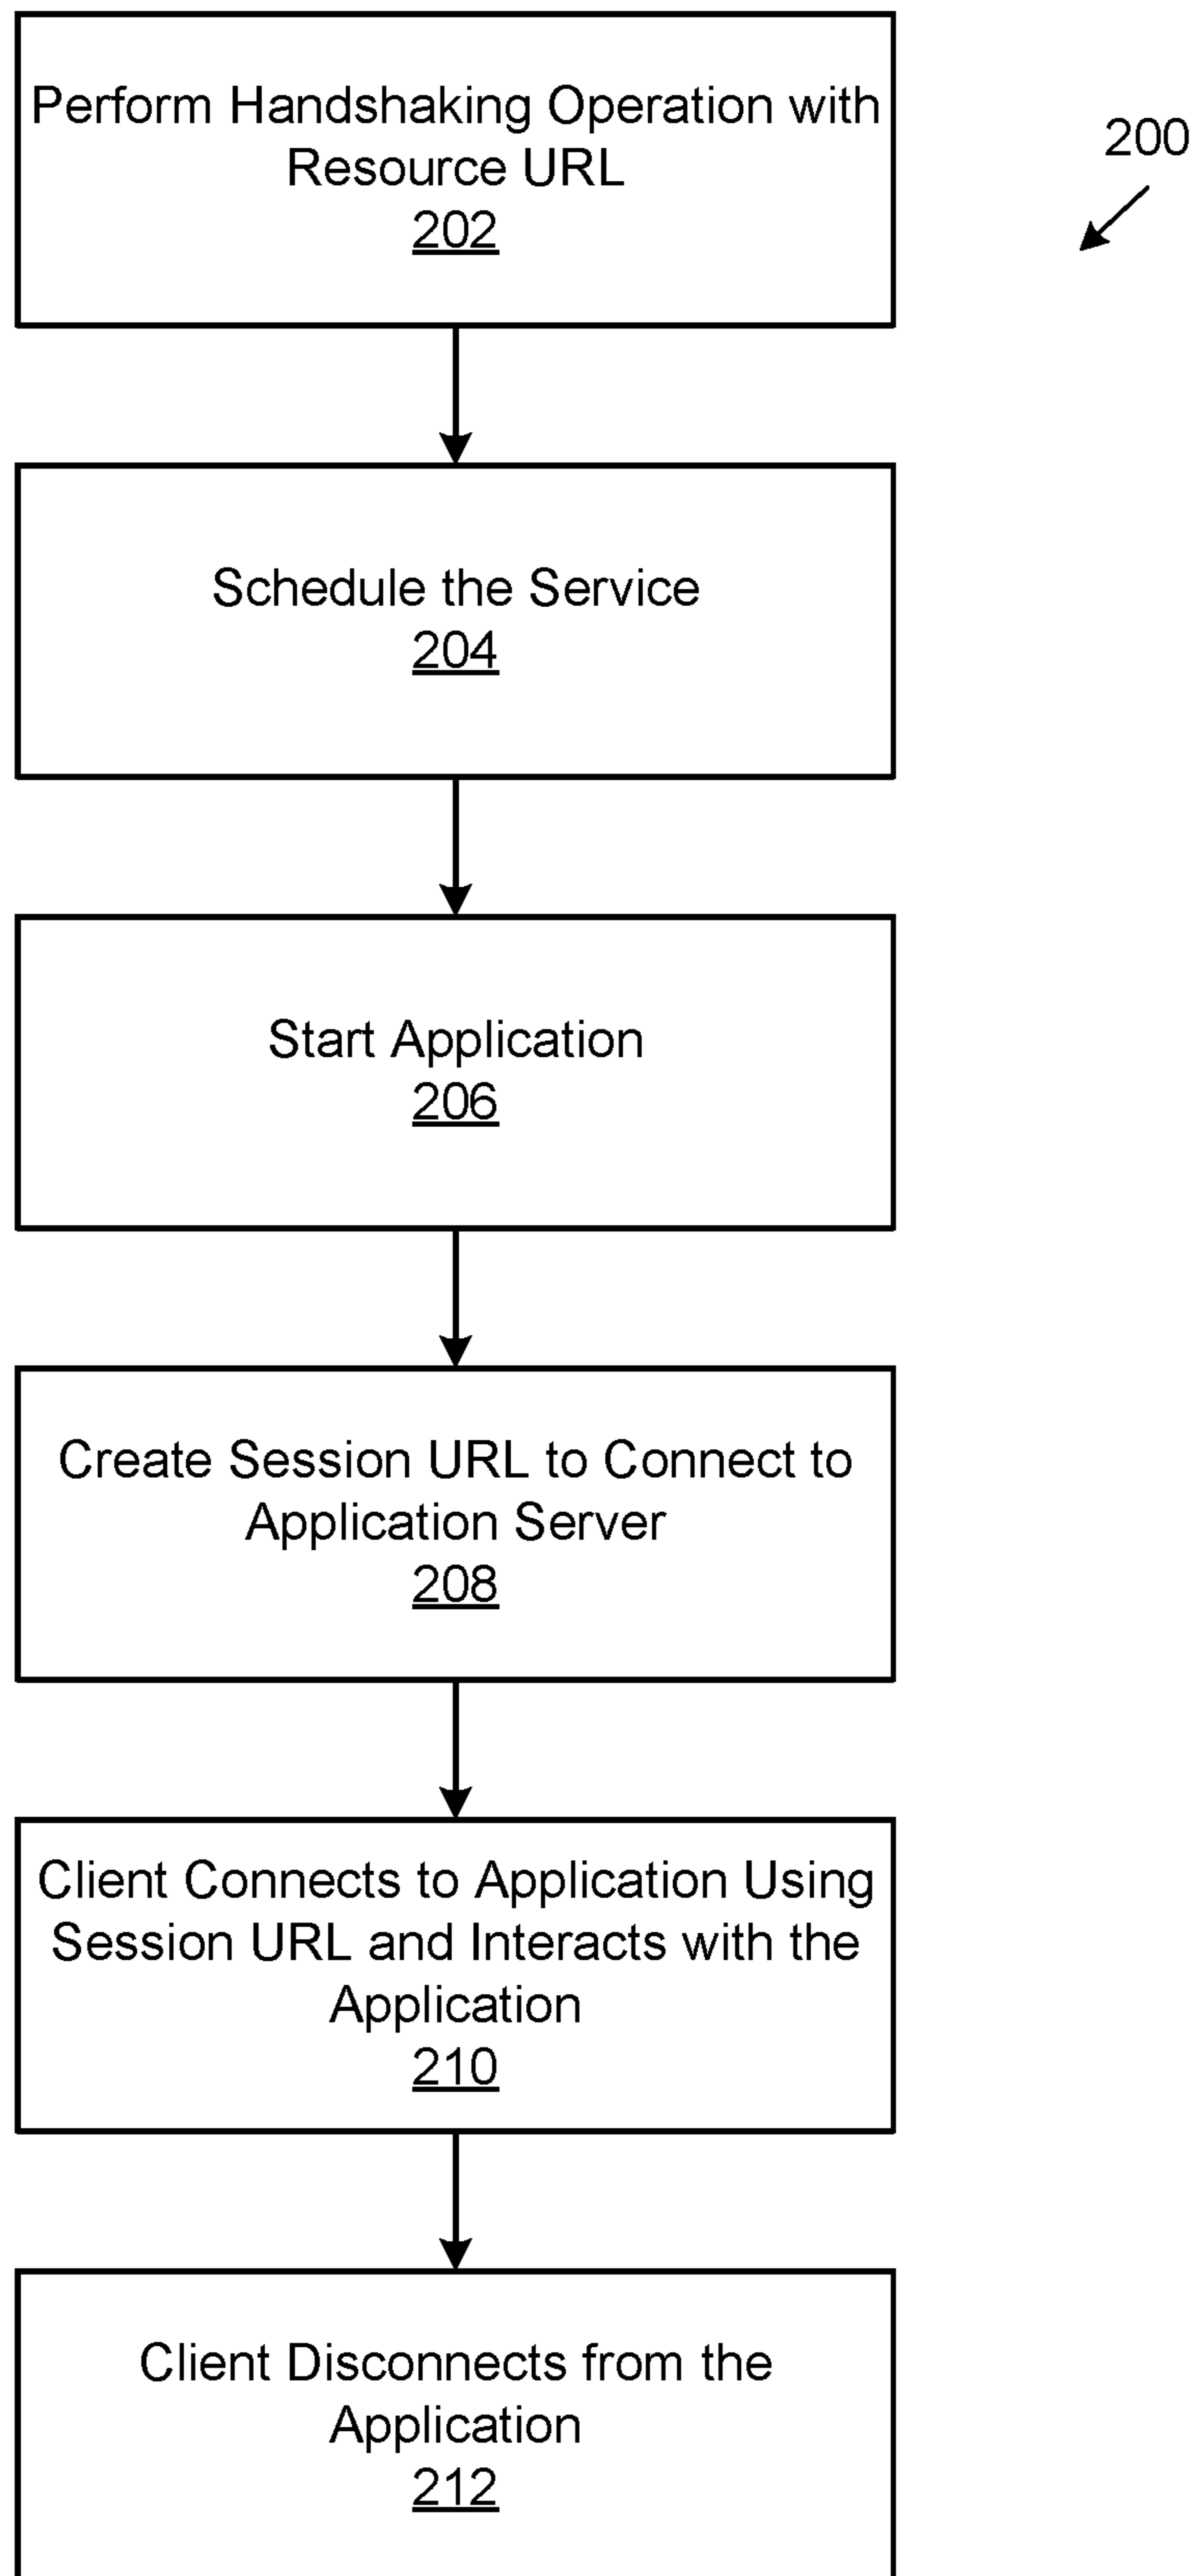 Perform Handshaking Operation with
Resource URL
202
200
Schedule the Service
204
Start Application
206
Create Session URL to Connect to
Application Server
208
Client Connects to Application Using
Session URL and Interacts with the
Application
210
Client Disconnects from the
Application
212